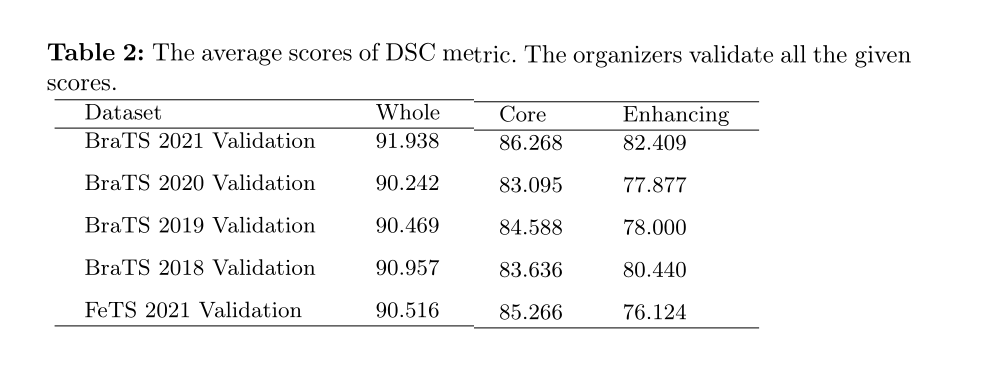 Table 2: The average scores of DSC metric. The organizers validate all the given
scores.
Dataset Whole Core Enhancing
BraTS 2021 Validation 91.938 86.268 82.409
BraTS 2020 Validation 90.242 83.095 77.877
BraTS 2019 Validation 90.469 84.588 78.000
BraTS 2018 Validation 90.957 83.636 80.440
FeTS 2021 Validation 90.516 85.266 76.124